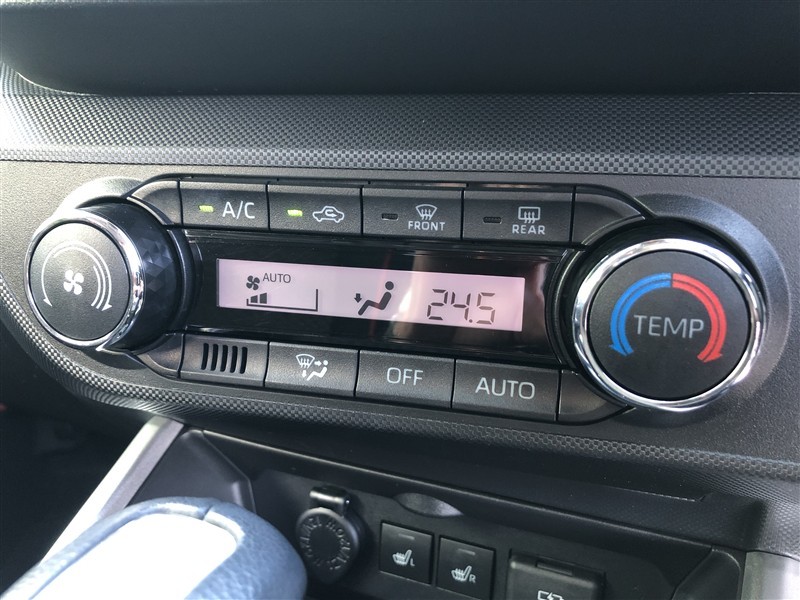 A/C
FRONT
REAR
AUTO
24.5
TEMP
OFF
AUTO
L
R